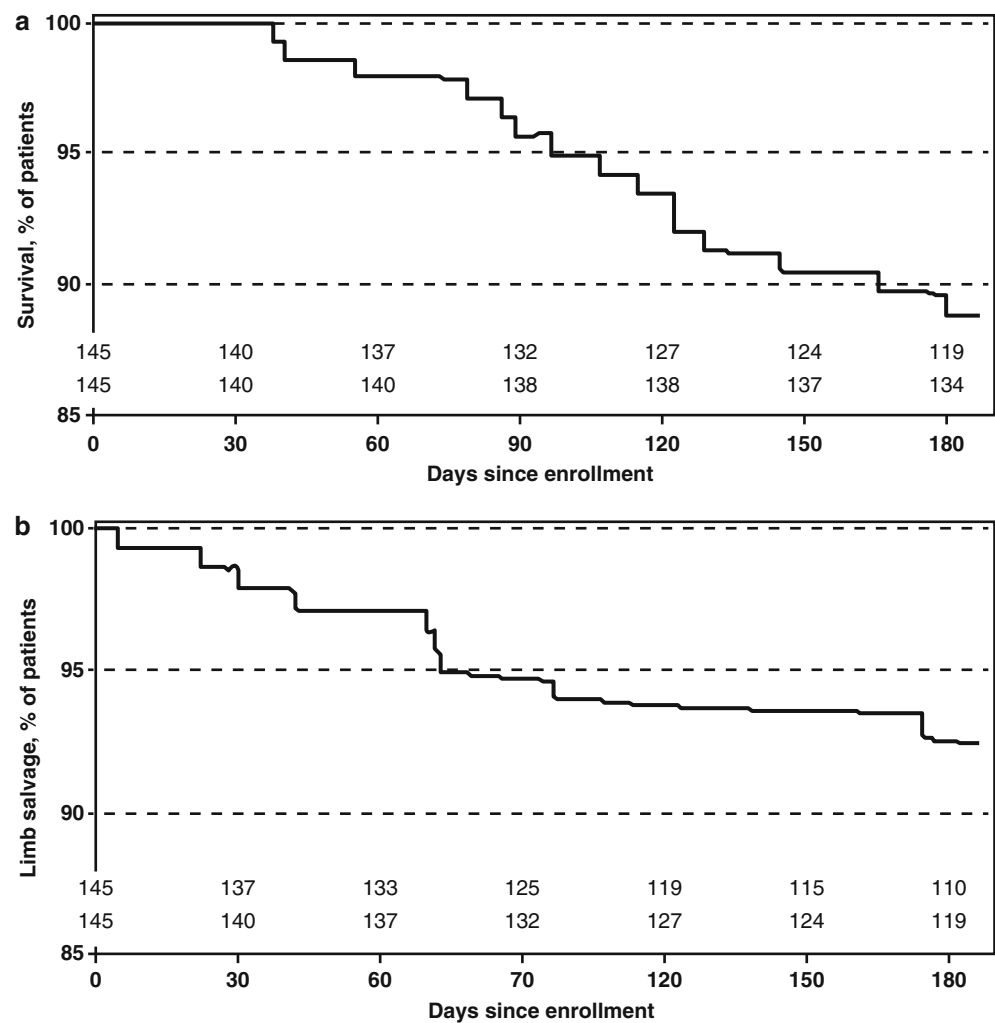 a
Survival, % of patients
100
95
90
85
145 140 137 132 127 124 119
145 140 140 138 138 137 134
0 30 60 90 120 150 180
Days since enrollment
b
Limb salvage, % of patients
100
95
90
85
145 137 133 125 119 115 110
145 140 137 132 127 124 119
0 30 60 70 120 150 180
Days since enrollment